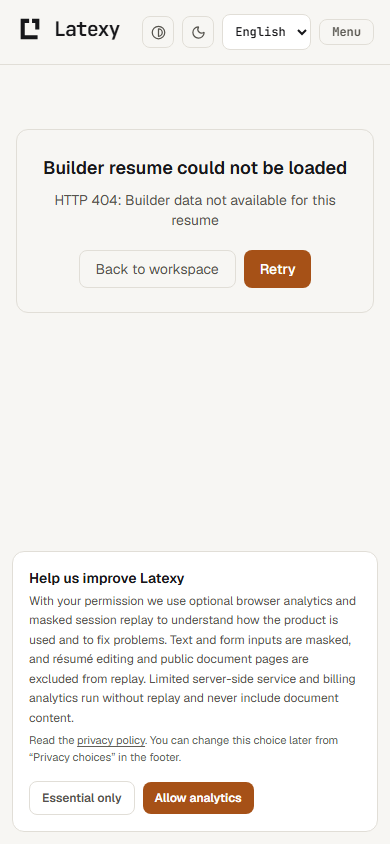 Latexy
English
Menu
Builder resume could not be loaded
HTTP 404: Builder data not available for this
resume
Back to workspace
Retry
Help us improve Latexy
With your permission we use optional browser analytics and
masked session replay to understand how the product is
used and to fix problems. Text and form inputs are masked,
and résumé editing and public document pages are
excluded from replay. Limited server-side service and billing
analytics run without replay and never include document
content.
Read the privacy policy. You can change this choice later from
“Privacy choices” in the footer.
Essential only
Allow analytics